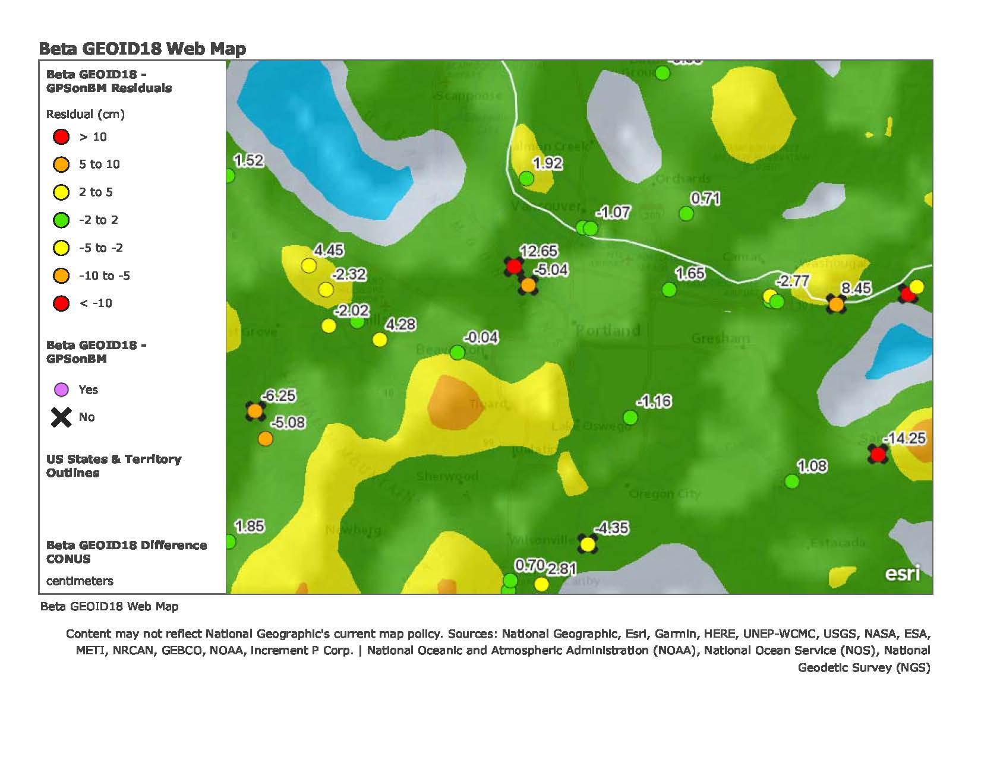 Beta GEOID18 Web Map
Beta GEOID18 -
GPSonBM Residuals
Residual (cm)
> 10
5 to 10
2 to 5
-2 to 2
-5 to -2
-10 to -5
< -10
Beta GEOID18 -
GPSonBM
Yes
No
US States & Territory
Outlines
Beta GEOID18 Difference
CONUS
centimeters
Scappoose
Salmon Creek
1.52
1.92
Orchards
0.71
Vancouver
-1.07
4.45
12.65
-5.04
Camas
Washougal
-2.32
1.65
-2.77
8.45
-2.02
4.28
Portland
Gresham
-0.04
Beaverton
-6.25
-5.08
Tigard
-1.16
Lake Oswego
-14.25
Tualatin
1.08
Sherwood
Oregon City
1.85
Newberg
-4.35
Wilsonville
Estacada
0.70
2.81
Canby
esri
Beta GEOID18 Web Map
Content may not reflect National Geographic's current map policy. Sources: National Geographic, Esri, Garmin, HERE, UNEP-WCMC, USGS, NASA, ESA,
METI, NRCAN, GEBCO, NOAA, Increment P Corp. | National Oceanic and Atmospheric Administration (NOAA), National Ocean Service (NOS), National
Geodetic Survey (NGS)